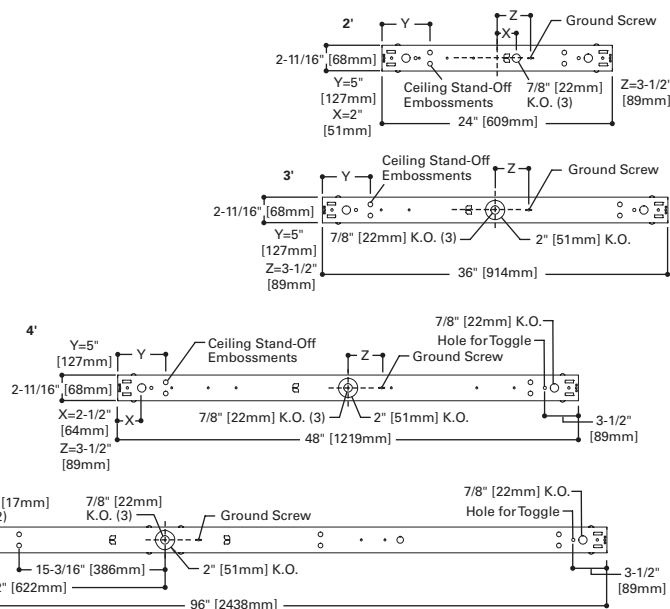 2'
Y
Z
X
Ground Screw
2-11/16" [68mm]
Y=5"
[127mm]
X=2"
[51mm]
Ceiling Stand-Off
Embossments
7/8" [22mm]
K.O. (3)
Z=3-1/2"
[89mm]
24" [609mm]
3'
Y
Ceiling Stand-Off
Embossments
Z
Ground Screw
2-11/16" [68mm]
Y=5"
[127mm]
Z=3-1/2"
[89mm]
7/8" [22mm] K.O. (3)
2" [51mm] K.O.
36" [914mm]
4'
Y=5"
[127mm]
Y
Ceiling Stand-Off
Embossments
Z
Ground Screw
7/8" [22mm] K.O.
Hole for Toggle
2-11/16" [68mm]
X=2-1/2"
[64mm]
Z=3-1/2"
[89mm]
X
7/8" [22mm] K.O. (3)
2" [51mm] K.O.
3-1/2"
[89mm]
48" [1219mm]
[17mm]
2)
7/8" [22mm]
K.O. (3)
Ground Screw
7/8" [22mm] K.O.
Hole for Toggle
15-3/16" [386mm]
2" [51mm] K.O.
2" [622mm]
3-1/2"
[89mm]
96" [2438mm]